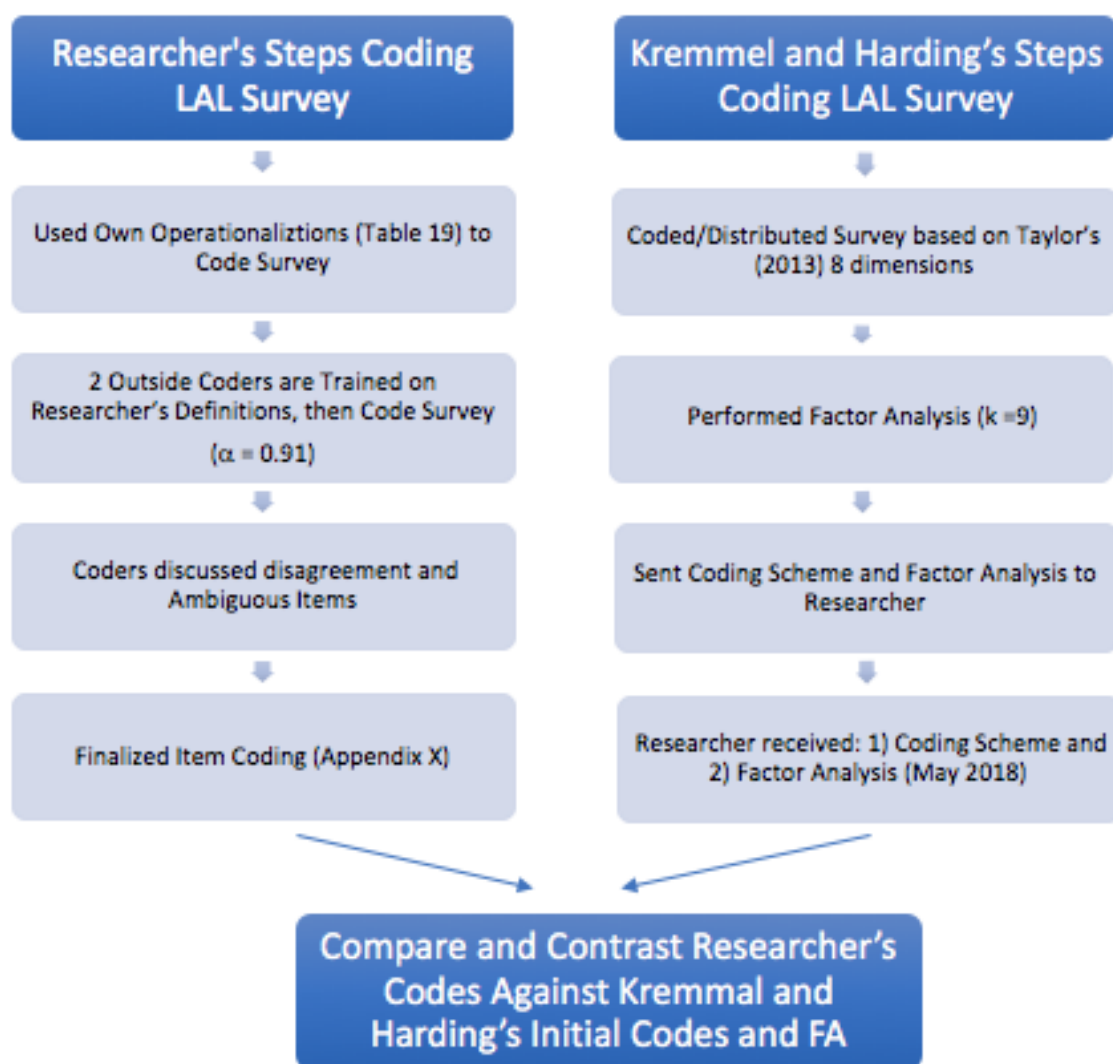 Researcher's Steps Coding
LAL Survey
Used Own Operationaliztions (Table 19) to
Code Survey
2 Outside Coders are Trained on
Researcher's Definitions, then Code Survey
(α = 0.91)
Coders discussed disagreement and
Ambiguous Items
Finalized Item Coding (Appendix X)
Kremmel and Harding's Steps
Coding LAL Survey
Coded/Distributed Survey based on Taylor's
(2013) 8 dimensions
Performed Factor Analysis (k =9)
Sent Coding Scheme and Factor Analysis to
Researcher
Researcher received: 1) Coding Scheme and
2) Factor Analysis (May 2018)
Compare and Contrast Researcher's
Codes Against Kremmal and
Harding's Initial Codes and FA